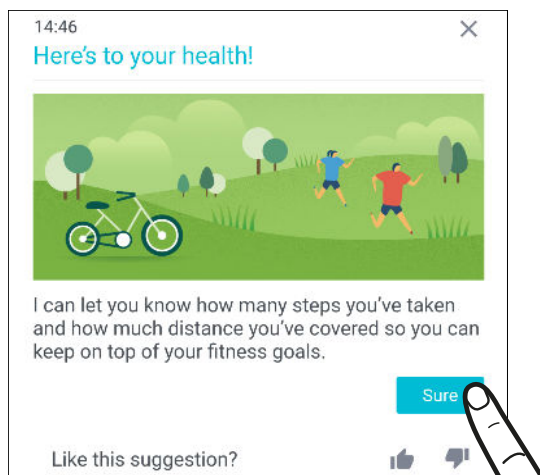 14:46
Here's to your health!
I can let you know how many steps you've taken
and how much distance you've covered so you can
keep on top of your fitness goals.
Sure
Like this suggestion?